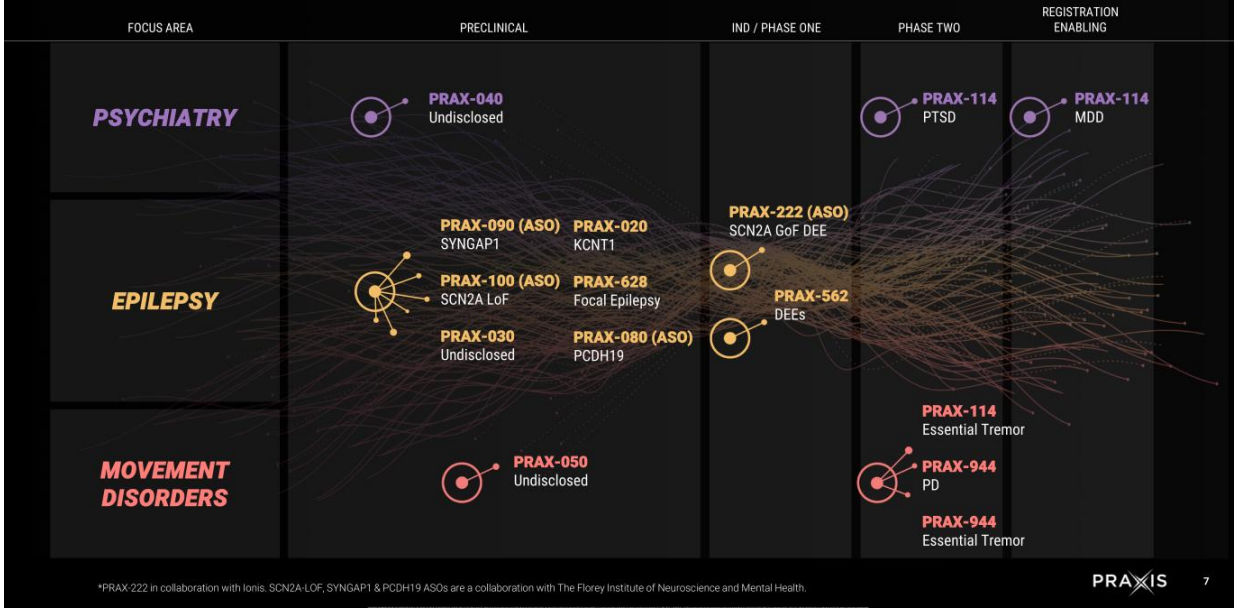 FOCUS AREA
PRECLINICAL
IND / PHASE ONE
PHASE TWO
REGISTRATION
ENABLING
PSYCHIATRY
PRAX-040
Undisclosed
PRAX-114
PTSD
PRAX-114
MDD
EPILEPSY
PRAX-090 (ASO)
SYNGAP1
PRAX-020
KCNT1
PRAX-100 (ASO)
SCN2A LoF
PRAX-628
Focal Epilepsy
PRAX-030
Undisclosed
PRAX-080 (ASO)
PCDH19
PRAX-222 (ASO)
SCN2A GoF DEE
PRAX-562
DEEs
MOVEMENT
DISORDERS
PRAX-050
Undisclosed
PRAX-114
Essential Tremor
PRAX-944
PD
PRAX-944
Essential Tremor
*PRAX-222 in collaboration with Ionis. SCN2A-LOF, SYNGAP1 & PCDH19 ASOs are a collaboration with The Florey Institute of Neuroscience and Mental Health.
PRAXIS
7